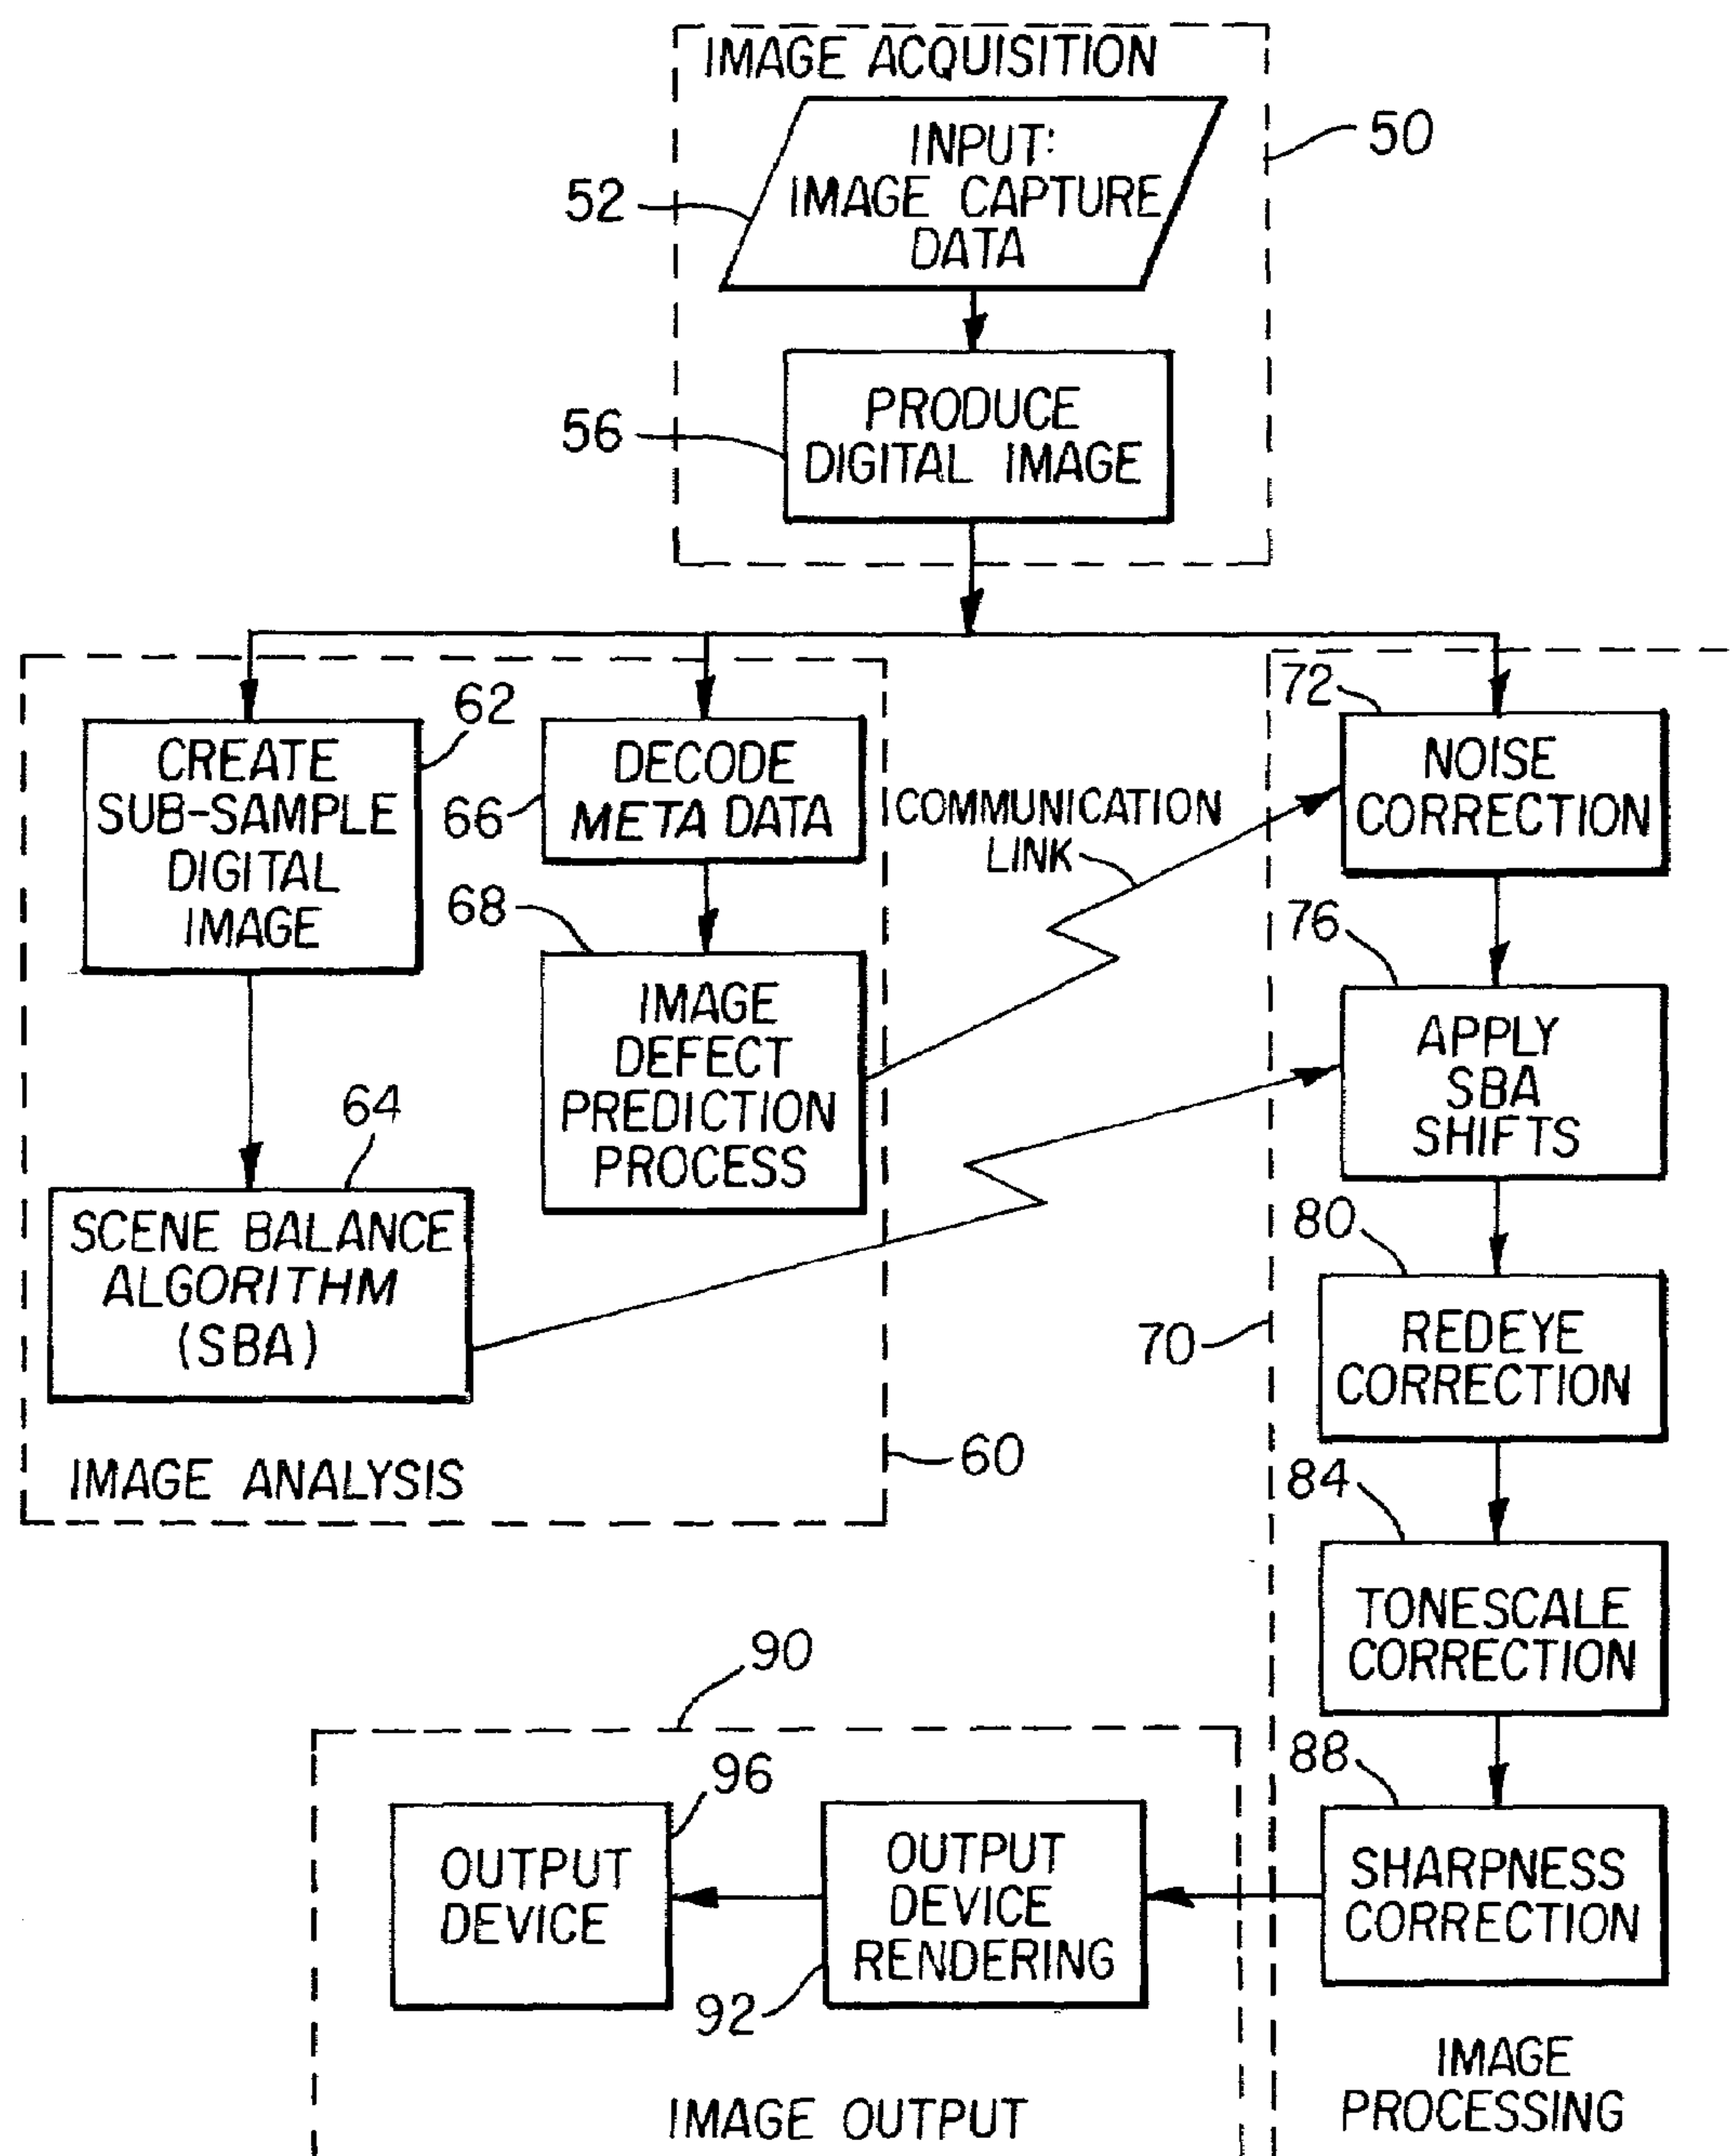 IMAGE ACQUISITION
50
INPUT:
IMAGE CAPTURE
DATA
52
PRODUCE
DIGITAL IMAGE
56
62
CREATE
SUB-SAMPLE
DIGITAL
IMAGE
DECODE
META DATA
66
COMMUNICATION
LINK
72
NOISE
CORRECTION
68
IMAGE
DEFECT
PREDICTION
PROCESS
76
APPLY
SBA
SHIFTS
64
SCENE BALANCE
ALGORITHM
(SBA)
80
REDEYE
CORRECTION
70
60
IMAGE ANALYSIS
84
TONESCALE
CORRECTION
90
88
SHARPNESS
CORRECTION
96
OUTPUT
DEVICE
OUTPUT
DEVICE
RENDERING
92
IMAGE OUTPUT
IMAGE
PROCESSING